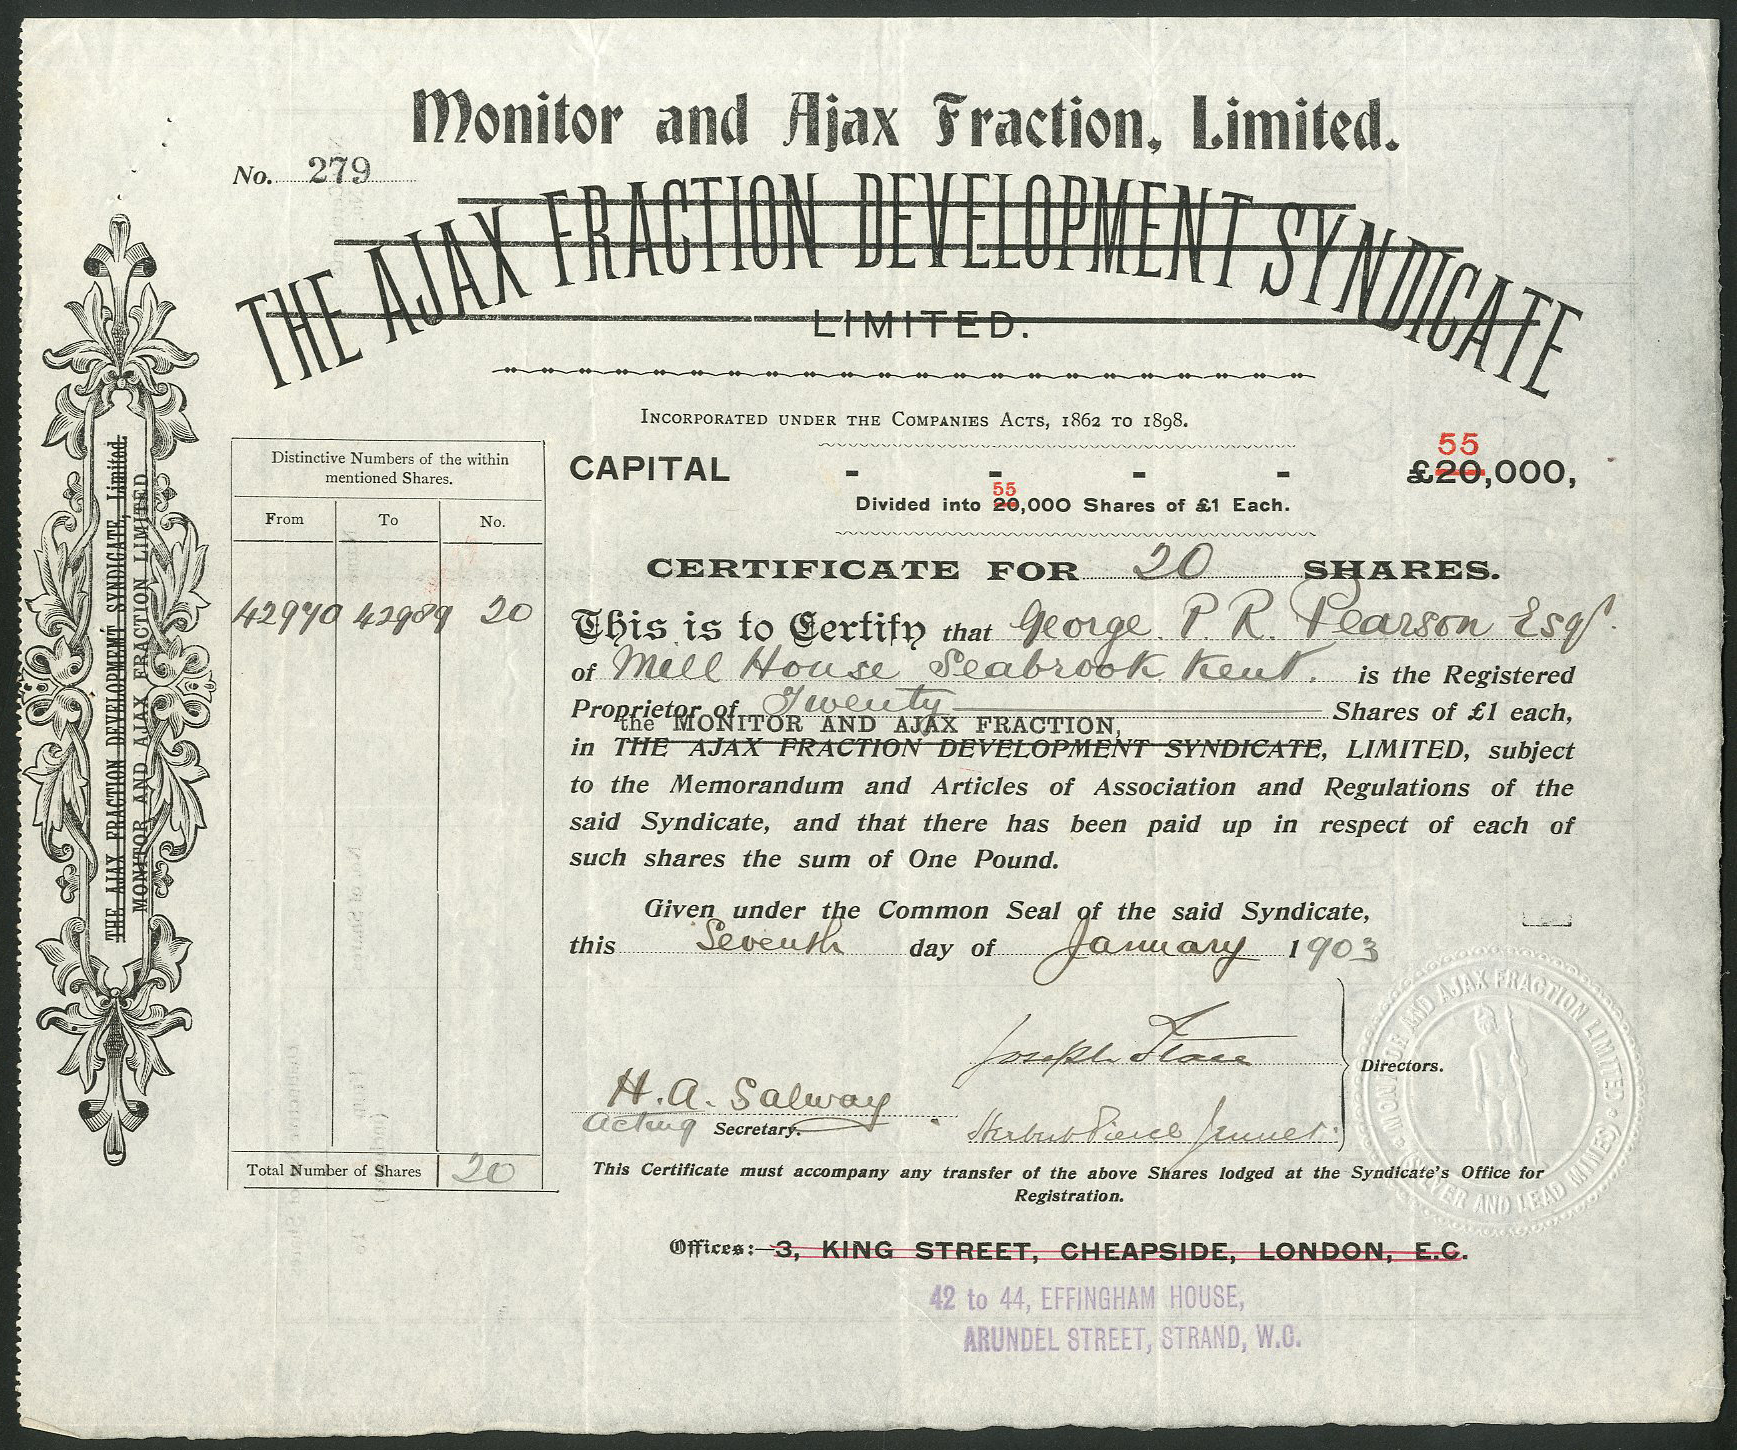 Monitor and Ajax Fraction, Limited.
No. 279
THE AJAX FRACTION DEVELOPMENT SYNDICATE
LIMITED.
INCORPORATED UNDER THE COMPANIES ACTS, 1862 TO 1898.
55
CAPITAL - - - - £20,000,
55
Divided into 20,000 Shares of £1 Each.
CERTIFICATE FOR 20 SHARES.
This is to Certify that George P. R. Pearson Esqr.
of Mill House Seabrook Kent. is the Registered
Proprietor of Twenty Shares of £1 each,
the MONITOR AND AJAX FRACTION,
in THE AJAX FRACTION DEVELOPMENT SYNDICATE, LIMITED, subject
to the Memorandum and Articles of Association and Regulations of the
said Syndicate, and that there has been paid up in respect of each of
such shares the sum of One Pound.
Given under the Common Seal of the said Syndicate,
this Seventh day of January 1903
Joseph
Directors.
H. A. Salway
Acting Secretary.
Herbert Pierce
This Certificate must accompany any transfer of the above Shares lodged at the Syndicate's Office for
Registration.
Offices:—3, KING STREET, CHEAPSIDE, LONDON, E.C.
42 to 44, EFFINGHAM HOUSE,
ARUNDEL STREET, STRAND, W.C.
Distinctive Numbers of the within
mentioned Shares.
From To No.
42970 42989 20
Total Number of Shares 20
THE AJAX FRACTION DEVELOPMENT SYNDICATE, Limited.
MONITOR AND AJAX FRACTION LIMITED
MONITOR AND AJAX FRACTION LIMITED
(SILVER AND LEAD MINES)